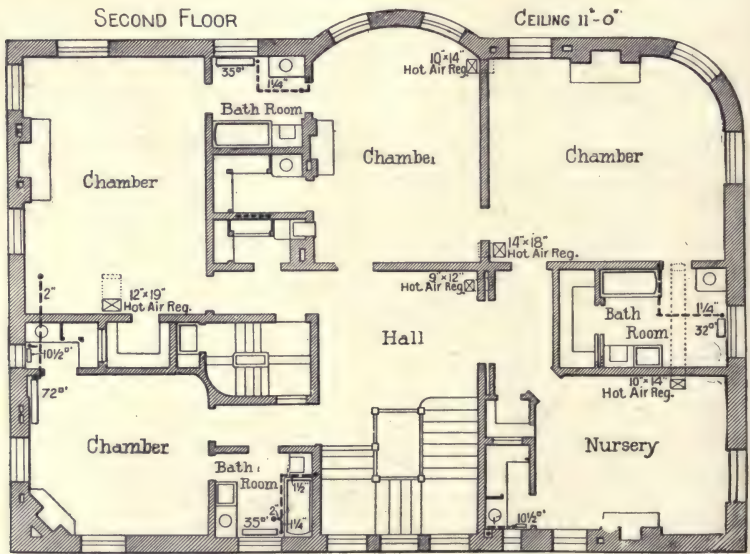 SECOND FLOOR
CEILING 11'-0"
35□'
1¼"
10"×14"
Hot Air Reg.
Bath Room
Chamber
Chamber
Chamber
14"×18"
Hot Air Reg.
2"
12"×19"
Hot Air Reg.
9"×12"
Hot Air Reg.
1¼"
Bath
Room
32□'
Hall
10½□'
72□'
10"×14"
Hot Air Reg.
Chamber
Nursery
Bath
Room
1½"
2"
35□'
1¼"
10½□'